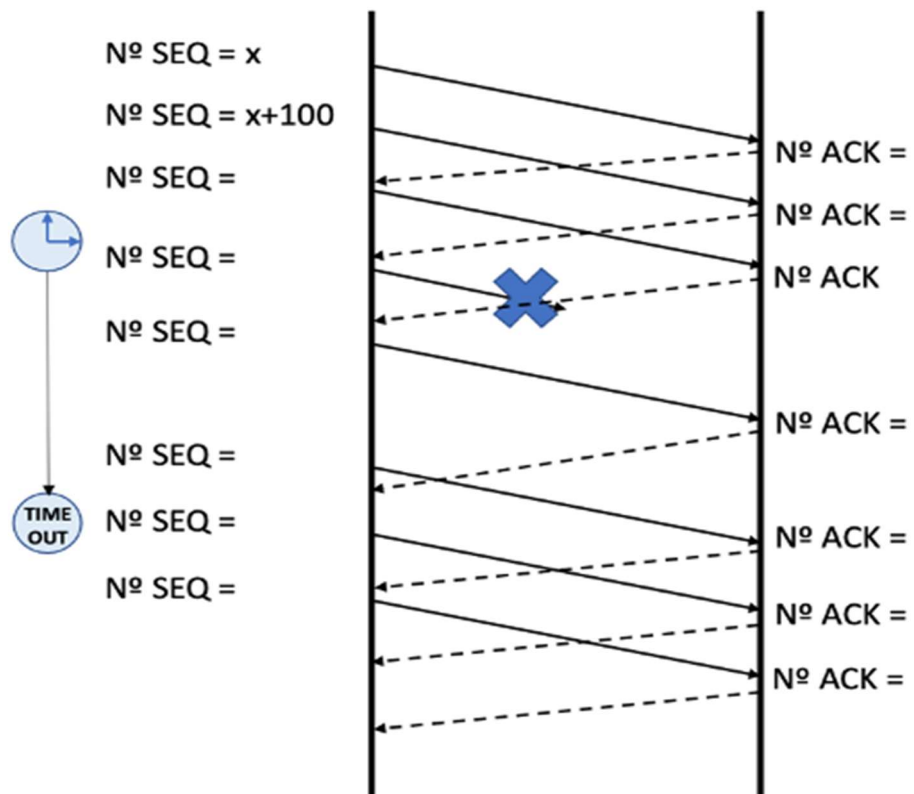 Nº SEQ = x
Nº SEQ = x+100
Nº ACK =
Nº SEQ =
Nº ACK =
Nº SEQ =
Nº ACK
Nº SEQ =
Nº ACK =
Nº SEQ =
TIME
OUT
Nº SEQ =
Nº ACK =
Nº SEQ =
Nº ACK =
Nº ACK =